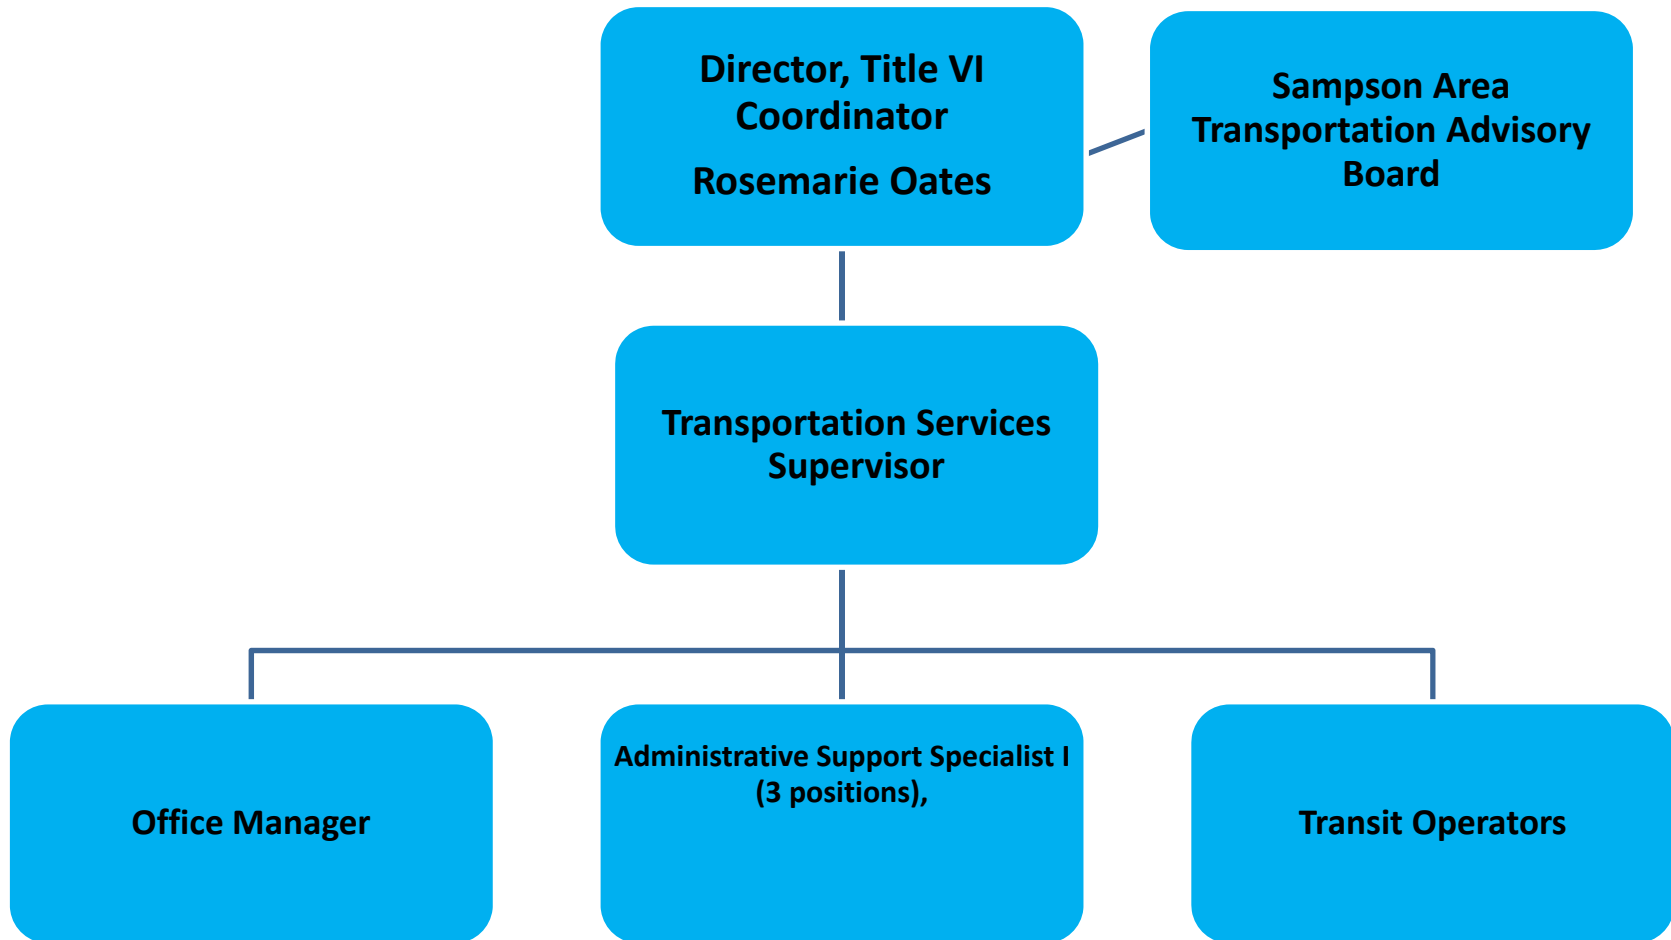 Director, Title VI
Coordinator
Rosemarie Oates
Sampson Area
Transportation Advisory
Board
Transportation Services
Supervisor
Office Manager
Administrative Support Specialist I
(3 positions),
Transit Operators